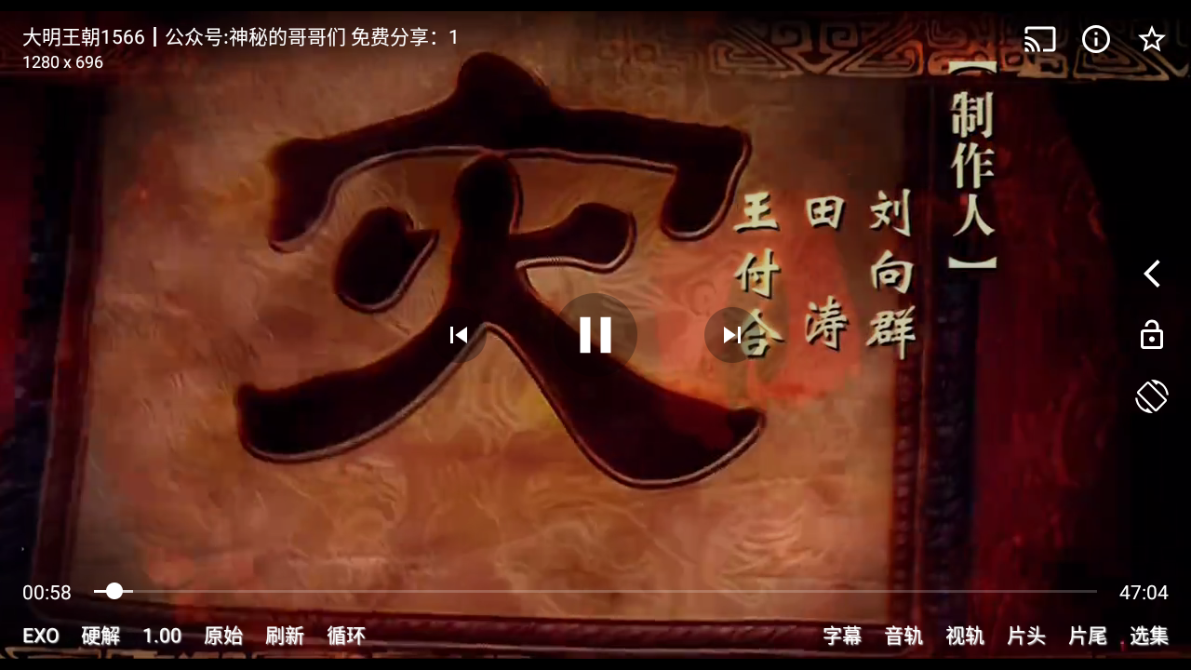 大明王朝1566┃公众号:神秘的哥哥们 免费分享：1
1280 x 696
【制作人】
刘向群
田涛
王付合
灾
00:58
47:04
EXO 硬解 1.00 原始 刷新 循环
字幕 音轨 视轨 片头 片尾 选集